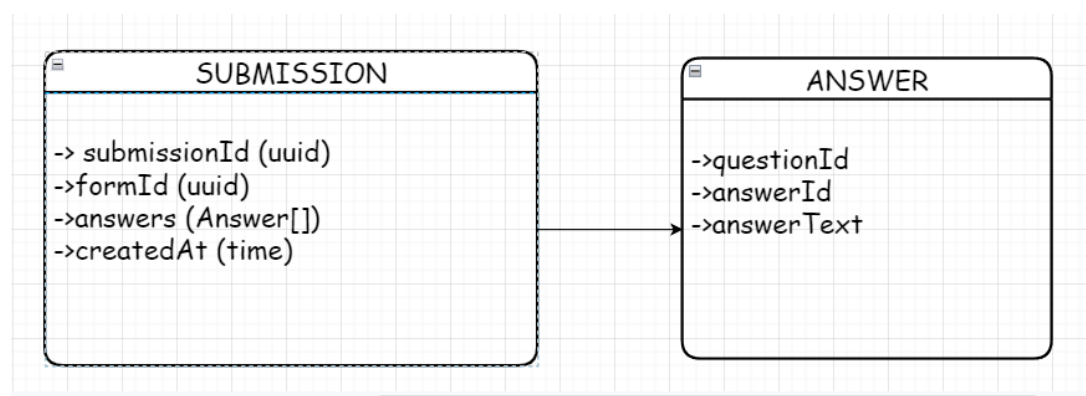 SUBMISSION
-> submissionId (uuid)
->formId (uuid)
->answers (Answer[])
->createdAt (time)
ANSWER
->questionId
->answerId
->answerText